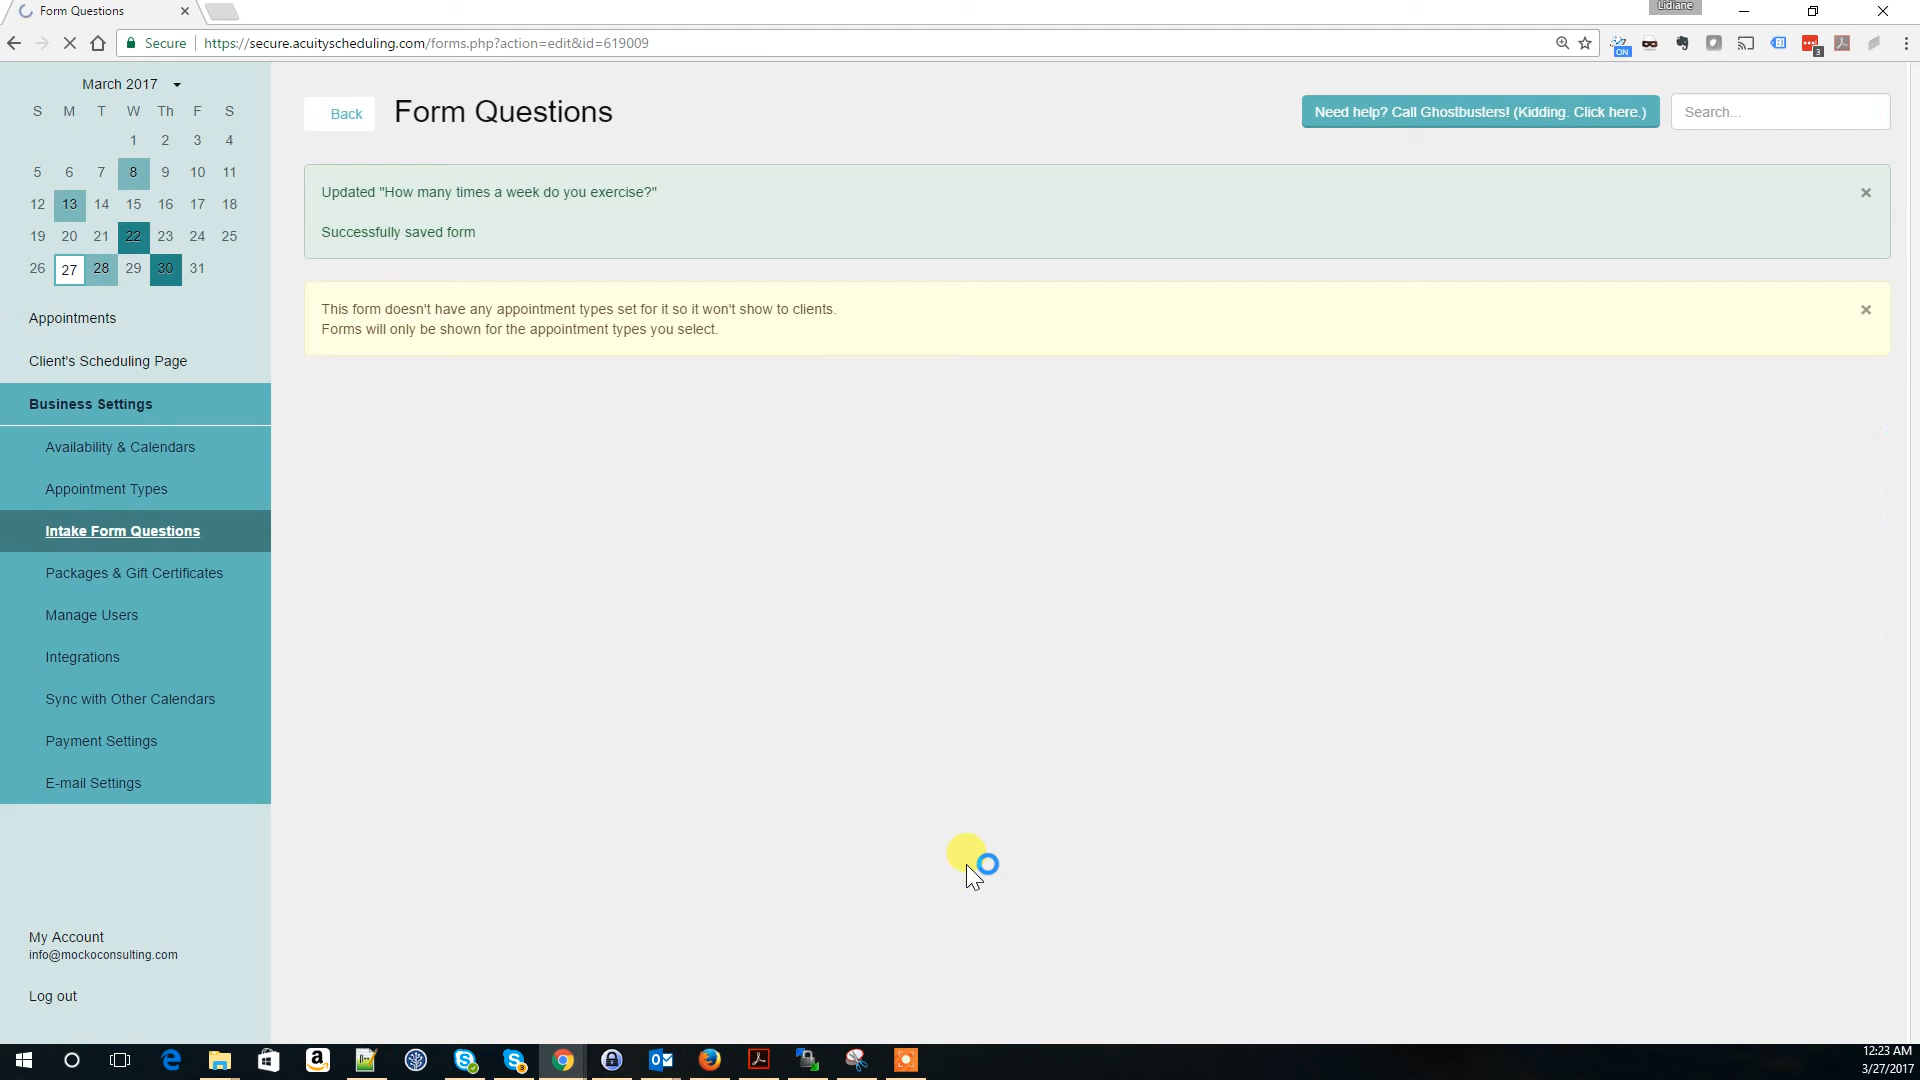 Form Questions
Lidiane
Secure
https://secure.acuityscheduling.com/forms.php?action=edit&id=619009
ON
3
March 2017
S M T W Th F S
1 2 3 4
5 6 7 8 9 10 11
12 13 14 15 16 17 18
19 20 21 22 23 24 25
26 27 28 29 30 31
Appointments
Client's Scheduling Page
Business Settings
Availability & Calendars
Appointment Types
Intake Form Questions
Packages & Gift Certificates
Manage Users
Integrations
Sync with Other Calendars
Payment Settings
E-mail Settings
My Account
info@mockoconsulting.com
Log out
Back
Form Questions
Need help? Call Ghostbusters! (Kidding. Click here.)
Search...
Updated "How many times a week do you exercise?"
Successfully saved form
This form doesn't have any appointment types set for it so it won't show to clients.
Forms will only be shown for the appointment types you select.
3
12:23 AM
3/27/2017